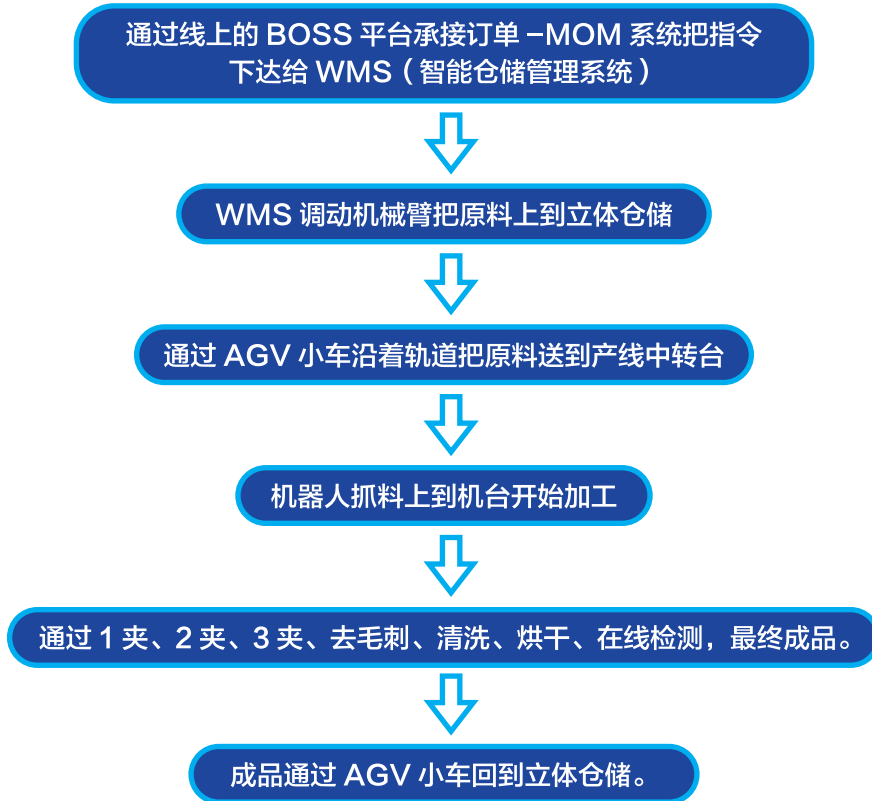 通过线上的 BOSS 平台承接订单 –MOM 系统把指令
下达给 WMS（智能仓储管理系统）
WMS 调动机械臂把原料上到立体仓储
通过 AGV 小车沿着轨道把原料送到产线中转台
机器人抓料上到机台开始加工
通过 1 夹、2 夹、3 夹、去毛刺、清洗、烘干、在线检测，最终成品。
成品通过 AGV 小车回到立体仓储。